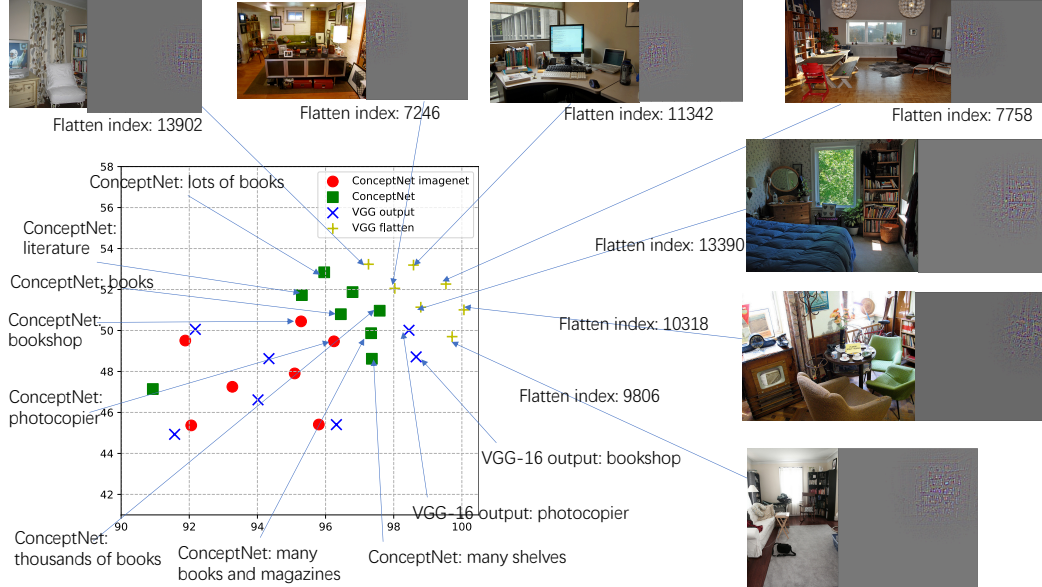 Flatten index: 13902
Flatten index: 7246
Flatten index: 11342
Flatten index: 7758
58
56
54
52
50
48
46
44
42
90
92
94
96
98
100
ConceptNet imagenet
ConceptNet
VGG output
VGG flatten
ConceptNet: lots of books
ConceptNet:
literature
ConceptNet: books
ConceptNet:
bookshop
ConceptNet:
photocopier
ConceptNet:
thousands of books
ConceptNet: many
books and magazines
ConceptNet: many shelves
VGG-16 output: photocopier
VGG-16 output: bookshop
Flatten index: 13390
Flatten index: 10318
Flatten index: 9806